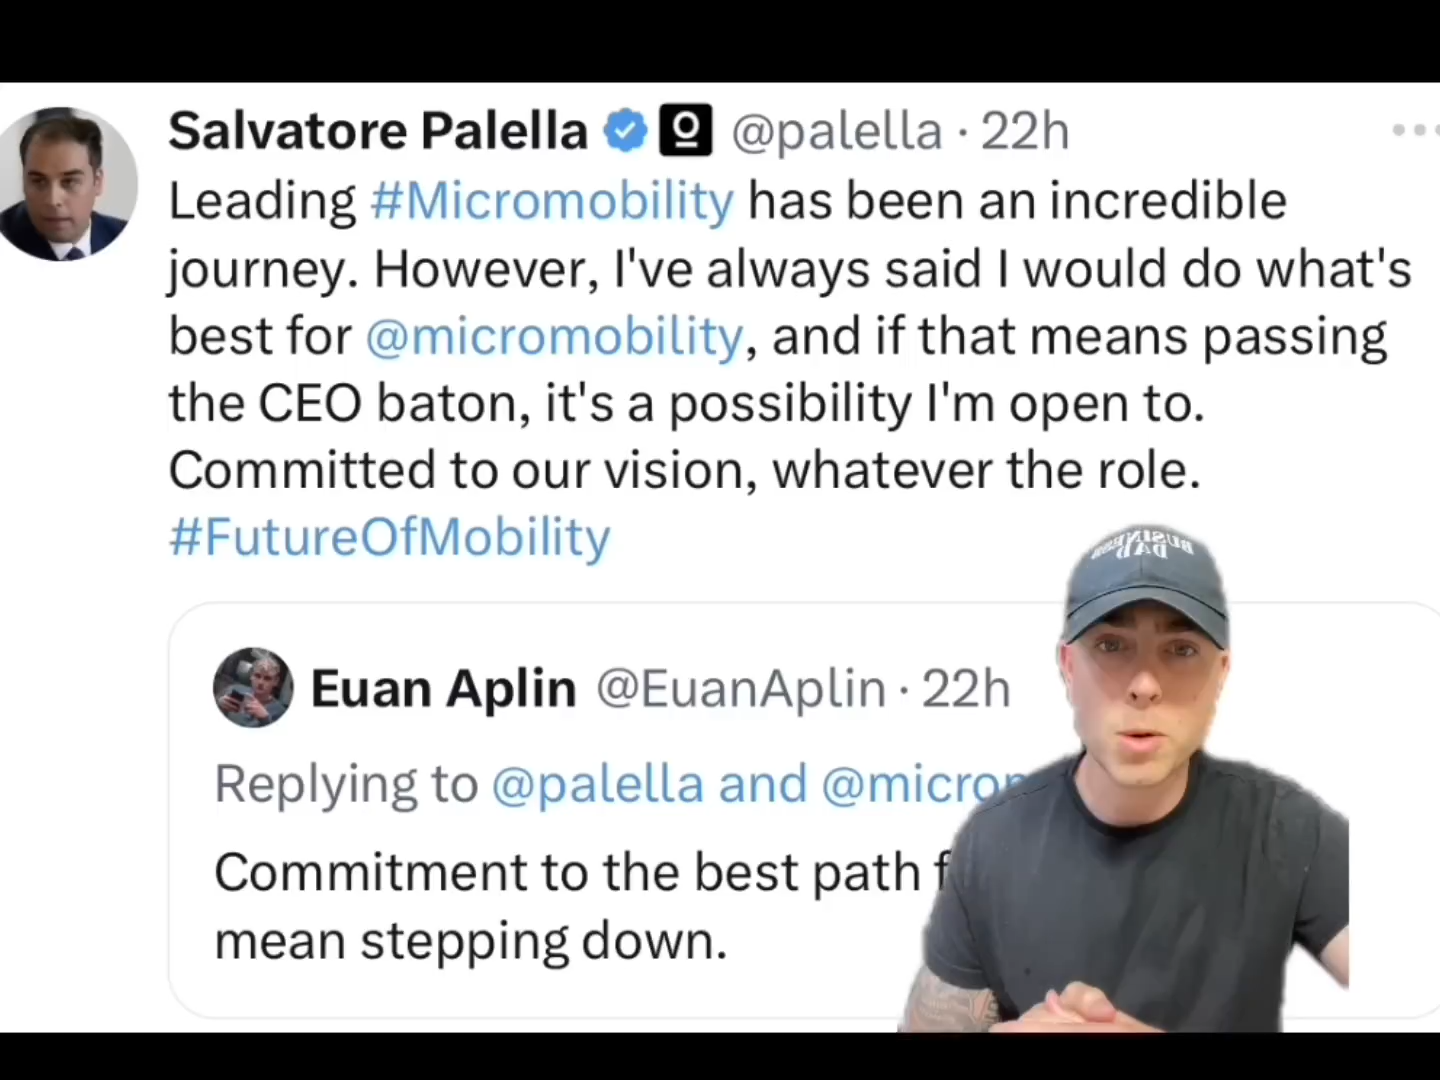 Salvatore Palella @palella · 22h
Leading #Micromobility has been an incredible
journey. However, I've always said I would do what's
best for @micromobility, and if that means passing
the CEO baton, it's a possibility I'm open to.
Committed to our vision, whatever the role.
#FutureOfMobility
BUSINESS
DAD
Euan Aplin @EuanAplin · 22h
Replying to @palella and @micro
Commitment to the best path
mean stepping down.